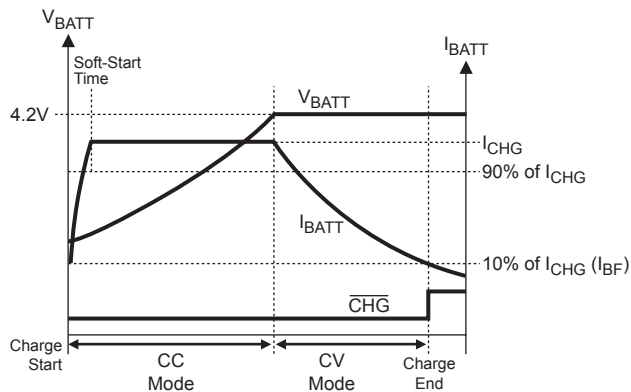 VBATT
IBATT
Soft-Start
Time
4.2V
VBATT
ICHG
90% of ICHG
IBATT
10% of ICHG (IBF)
CHG
Charge
Start
CC
Mode
CV
Mode
Charge
End